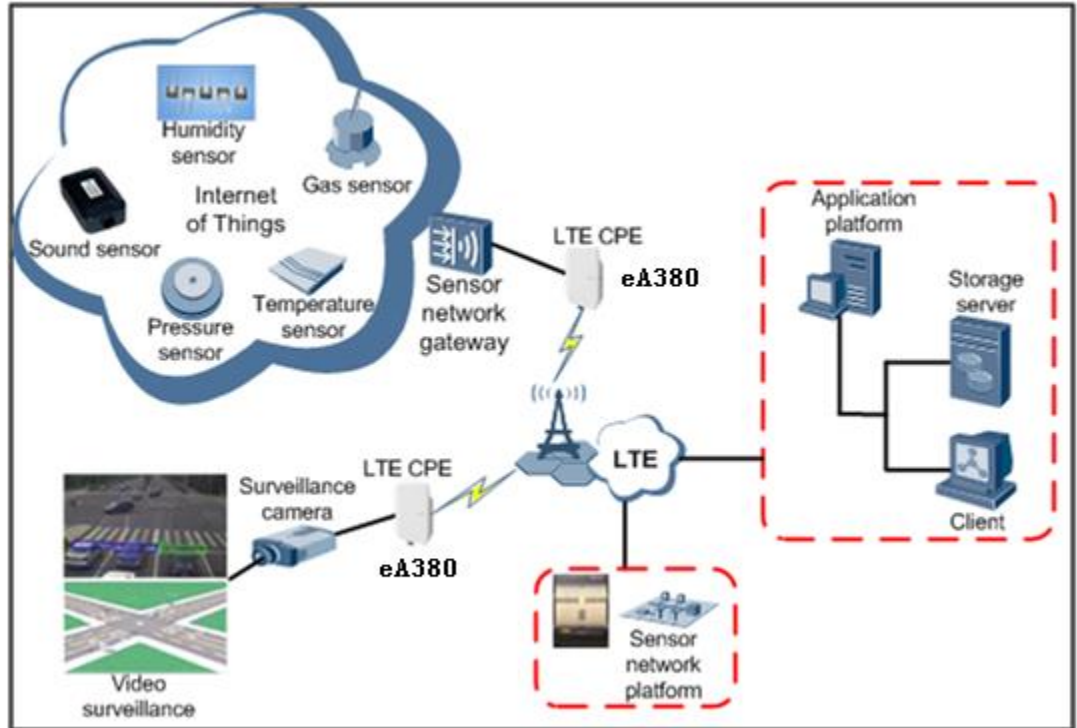 Humidity
sensor
Gas sensor
Internet
of Things
Sound sensor
Temperature
sensor
Pressure
sensor
Sensor
network
gateway
LTE CPE
eA380
Application
platform
Storage
server
Client
LTE
LTE CPE
eA380
Surveillance
camera
Video
surveillance
Sensor
network
platform